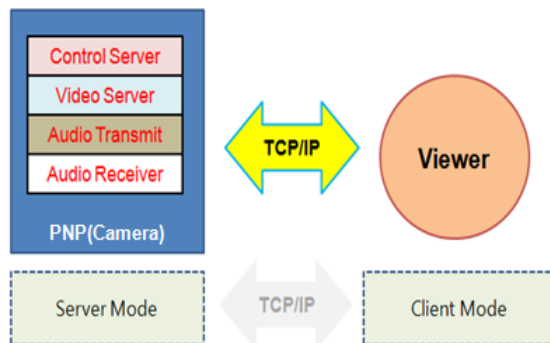 Control Server
Video Server
Audio Transmit
Audio Receiver
PNP(Camera)
TCP/IP
Viewer
Server Mode
TCP/IP
Client Mode